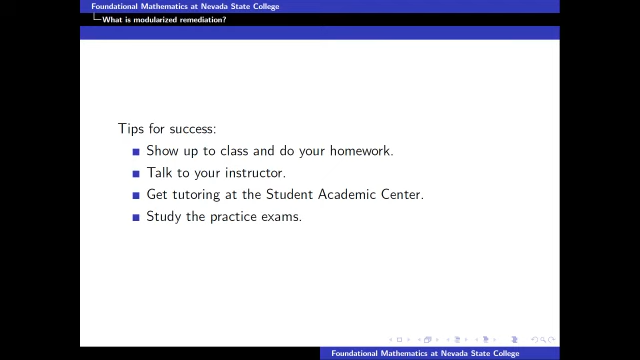 Foundational Mathematics at Nevada State College
What is modularized remediation?
Tips for success:
Show up to class and do your homework.
Talk to your instructor.
Get tutoring at the Student Academic Center.
Study the practice exams.
Foundational Mathematics at Nevada State College